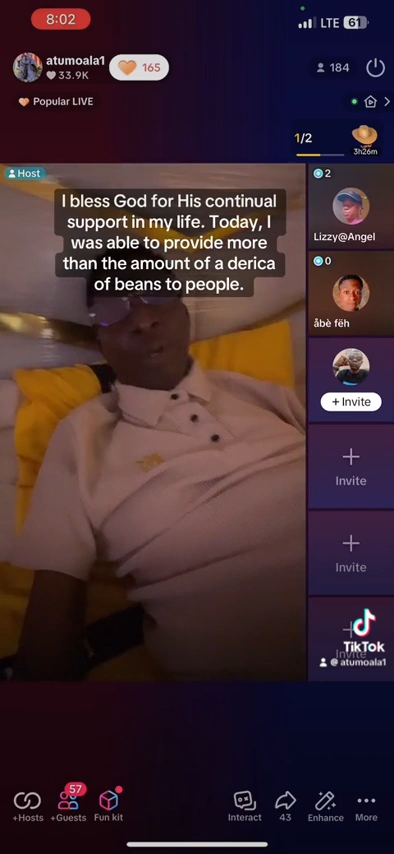 8:02
LTE 61
atumoala1
33.9K
165
184
Popular LIVE
1/2
3h26m
Host
I bless God for His continual
support in my life. Today, I
was able to provide more
than the amount of a derica
of beans to people.
2
Lizzy@Angel
0
åbè fëh
+ Invite
Invite
Invite
Invite
TikTok
@atumoala1
57
+Hosts
+Guests
Fun kit
Interact
43
Enhance
More